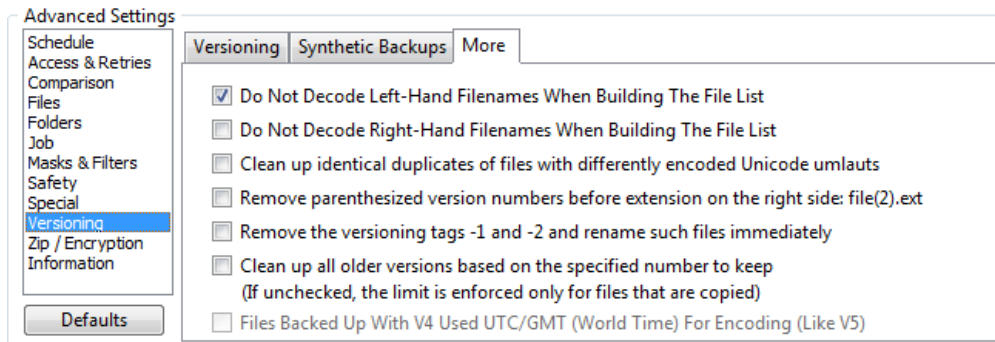 Advanced Settings
Schedule
Access & Retries
Comparison
Files
Folders
Job
Masks & Filters
Safety
Special
Versioning
Zip / Encryption
Information
Defaults
Versioning Synthetic Backups More
Do Not Decode Left-Hand Filenames When Building The File List
Do Not Decode Right-Hand Filenames When Building The File List
Clean up identical duplicates of files with differently encoded Unicode umlauts
Remove parenthesized version numbers before extension on the right side: file(2).ext
Remove the versioning tags -1 and -2 and rename such files immediately
Clean up all older versions based on the specified number to keep
(If unchecked, the limit is enforced only for files that are copied)
Files Backed Up With V4 Used UTC/GMT (World Time) For Encoding (Like V5)